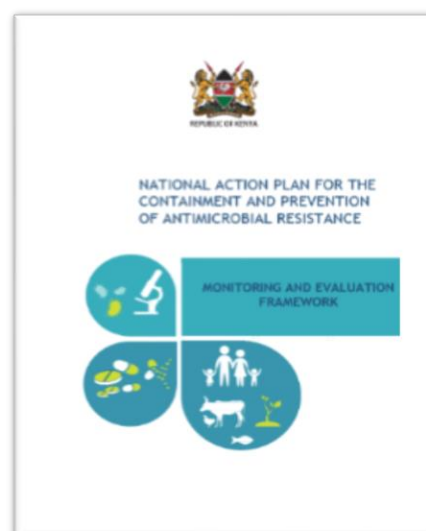 REPUBLIC OF KENYA
NATIONAL ACTION PLAN FOR THE
CONTAINMENT AND PREVENTION
OF ANTIMICROBIAL RESISTANCE
MONITORING AND EVALUATION
FRAMEWORK